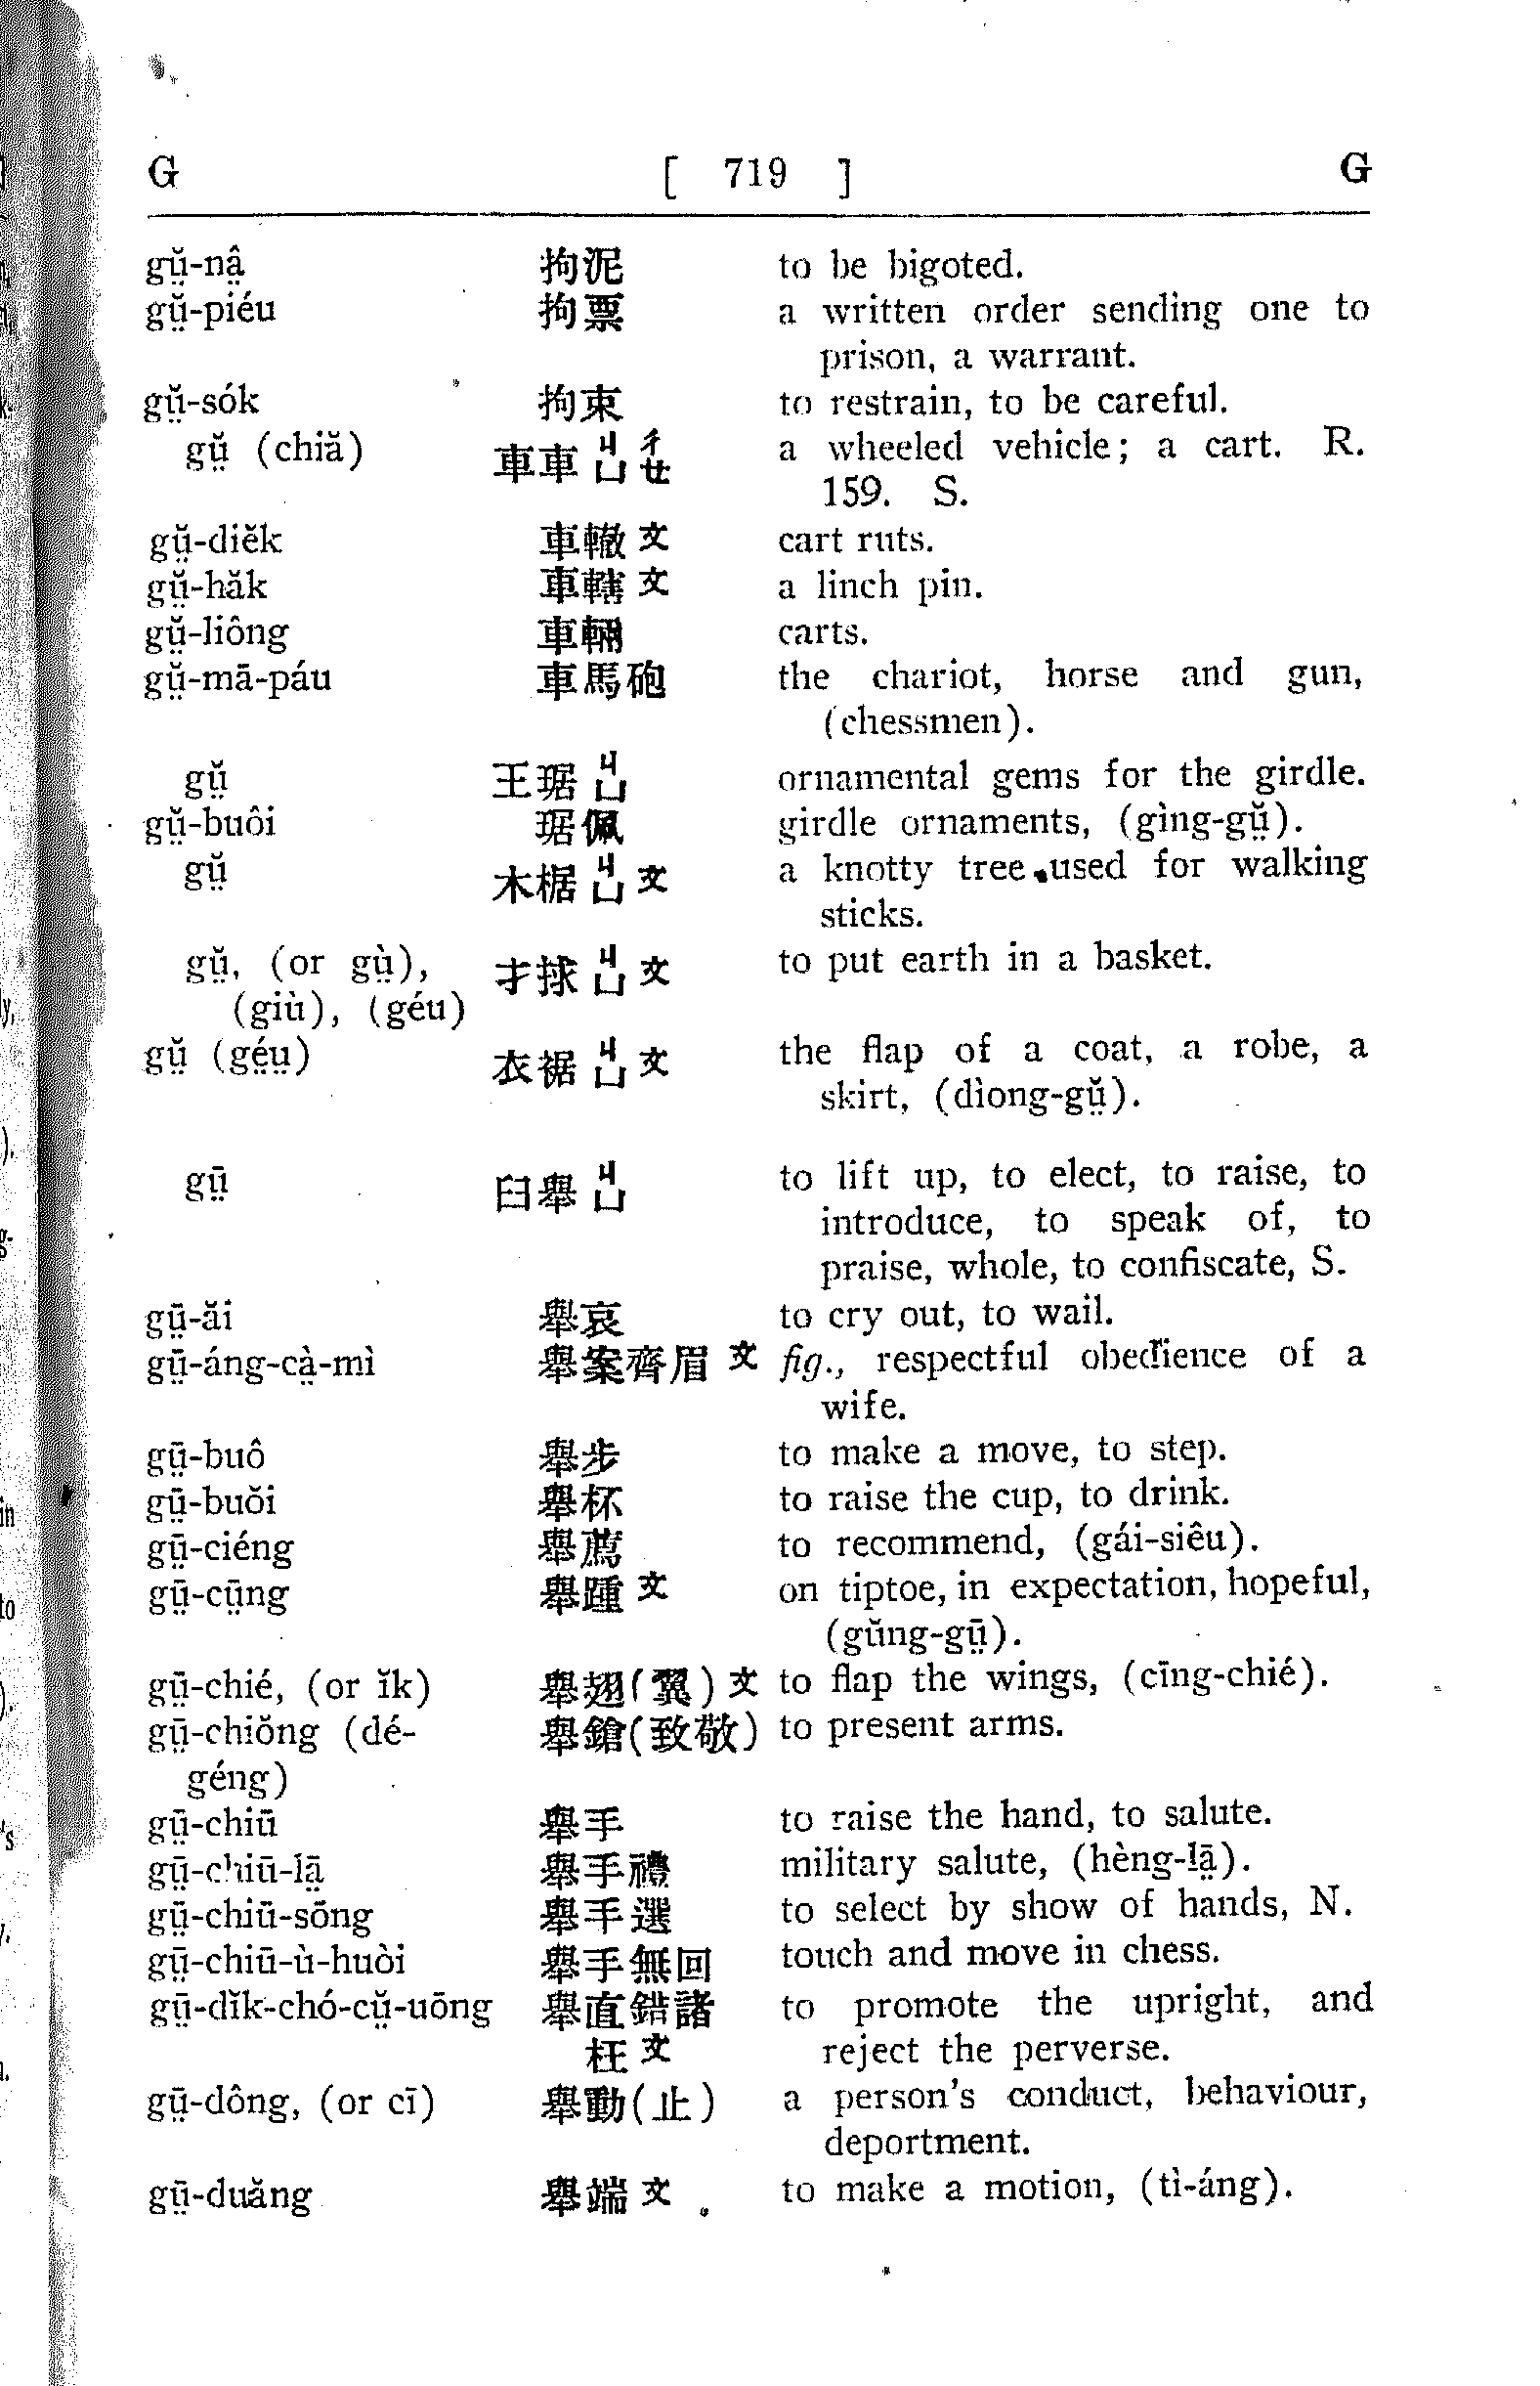 G [ 719 ] G
gṳ̆-nâ̤ 拘泥 to be bigoted.
gṳ̆-piéu 拘票 a written order sending one to
prison, a warrant.
gṳ̆-sók 拘束 to restrain, to be careful.
gṳ̆ (chiă) 車車 ㄐㄩ ㄔㄝ a wheeled vehicle; a cart. R.
159. S.
gṳ̆-diĕk 車轍文 cart ruts.
gṳ̆-hăk 車轄文 a linch pin.
gṳ̆-liông 車輛 carts.
gṳ̆-mā-páu 車馬砲 the chariot, horse and gun,
(chessmen).
gṳ̆ 王琚 ㄐㄩ ornamental gems for the girdle.
gṳ̆-buôi 琚佩 girdle ornaments, (gìng-gṳ̆).
gṳ̆ 木椐 ㄐㄩ 文 a knotty tree used for walking
sticks.
gṳ̆, (or gṳ̀), 才捄 ㄐㄩ 文 to put earth in a basket.
(giù), (géu)
gṳ̆ (gé̤ṳ) 衣裾 ㄐㄩ 文 the flap of a coat, a robe, a
skirt, (dìong-gṳ̆).
gṳ̄ 臼舉 ㄐㄩ to lift up, to elect, to raise, to
introduce, to speak of, to
praise, whole, to confiscate, S.
gṳ̄-ăi 舉哀 to cry out, to wail.
gṳ̄-áng-cà̤-mì 舉案齊眉 文 fig., respectful obedience of a
wife.
gṳ̄-buô 舉步 to make a move, to step.
gṳ̄-buŏi 舉杯 to raise the cup, to drink.
gṳ̄-ciéng 舉薦 to recommend, (gái-siêu).
gṳ̄-cṳ̄ng 舉踵文 on tiptoe, in expectation, hopeful,
(gŭng-gṳ̄).
gṳ̄-chié, (or ĭk) 舉翅(翼)文 to flap the wings, (cīng-chié).
gṳ̄-chiŏng (dé- 舉鎗(致敬) to present arms.
géng)
gṳ̄-chiū 舉手 to raise the hand, to salute.
gṳ̄-chiū-lā̤ 舉手禮 military salute, (hèng-lā̤).
gṳ̄-chiū-sōng 舉手選 to select by show of hands, N.
gṳ̄-chiū-ù-huòi 舉手無回 touch and move in chess.
gṳ̄-dĭk-chó-cṳ̆-uōng 舉直錯諸 to promote the upright, and
枉文 reject the perverse.
gṳ̄-dông, (or cī) 舉動(止) a person's conduct, behaviour,
deportment.
gṳ̄-duăng 舉端文 to make a motion, (tì-áng).